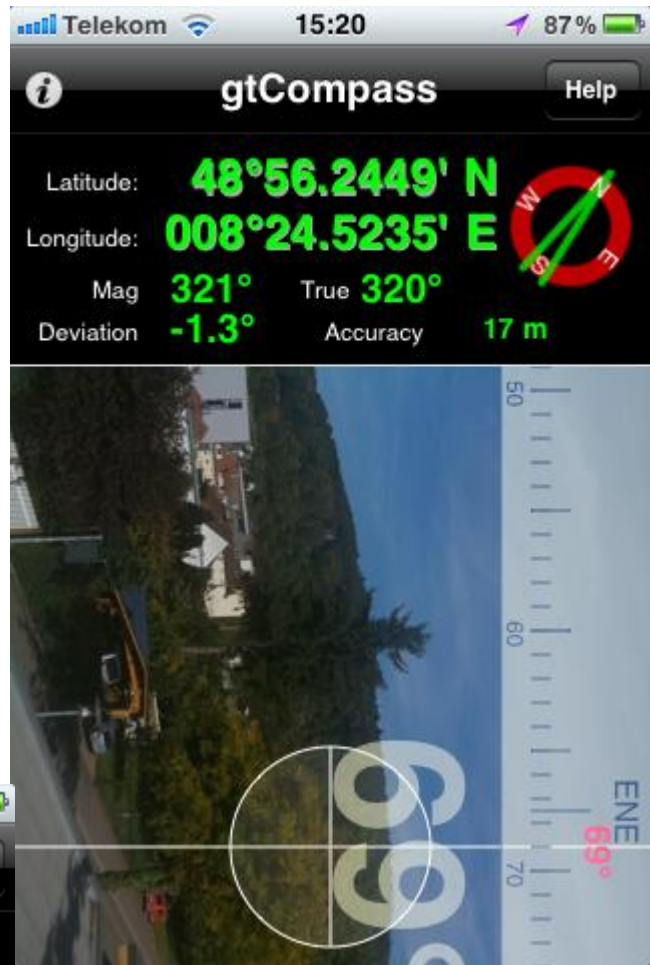 Telekom 15:20 87%
i gtCompass Help
Latitude: 48°56.2449' N
Longitude: 008°24.5235' E
Mag 321° True 320°
Deviation -1.3° Accuracy 17 m
N
E
S
W
50
60
70
ENE
69°
69°